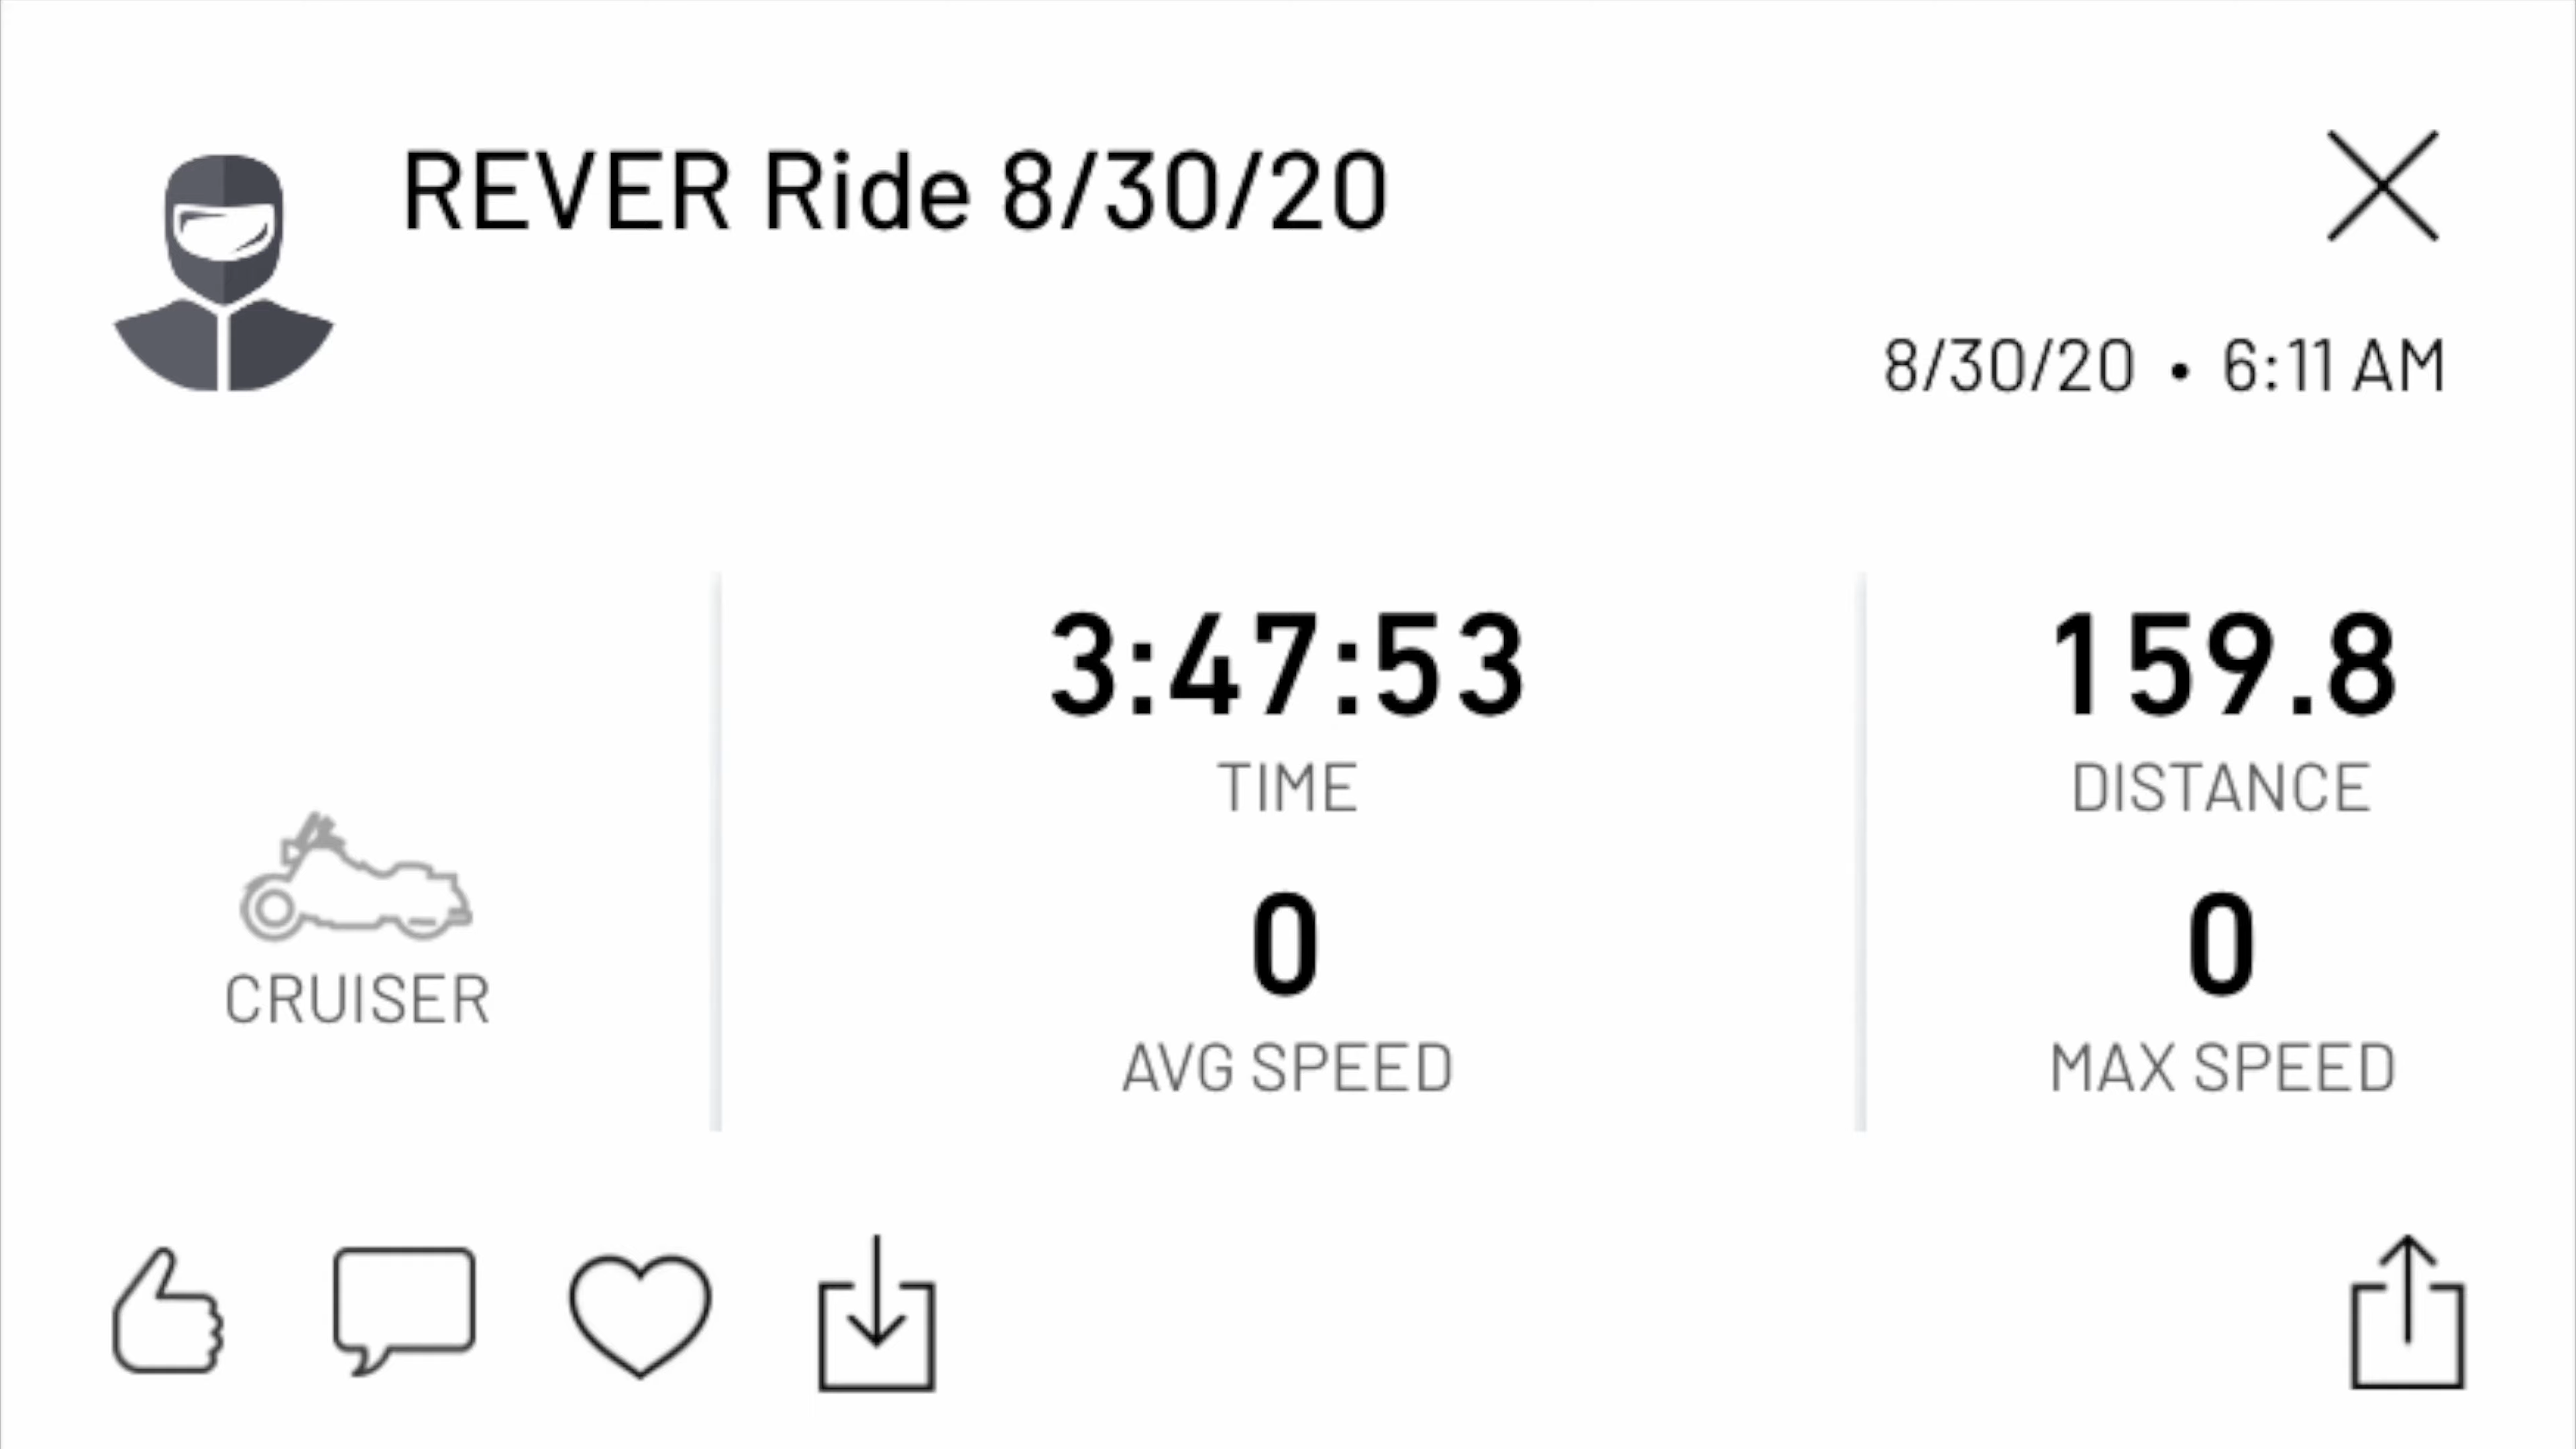 REVER Ride 8/30/20
8/30/20 • 6:11 AM
3:47:53
TIME
159.8
DISTANCE
CRUISER
0
AVG SPEED
0
MAX SPEED